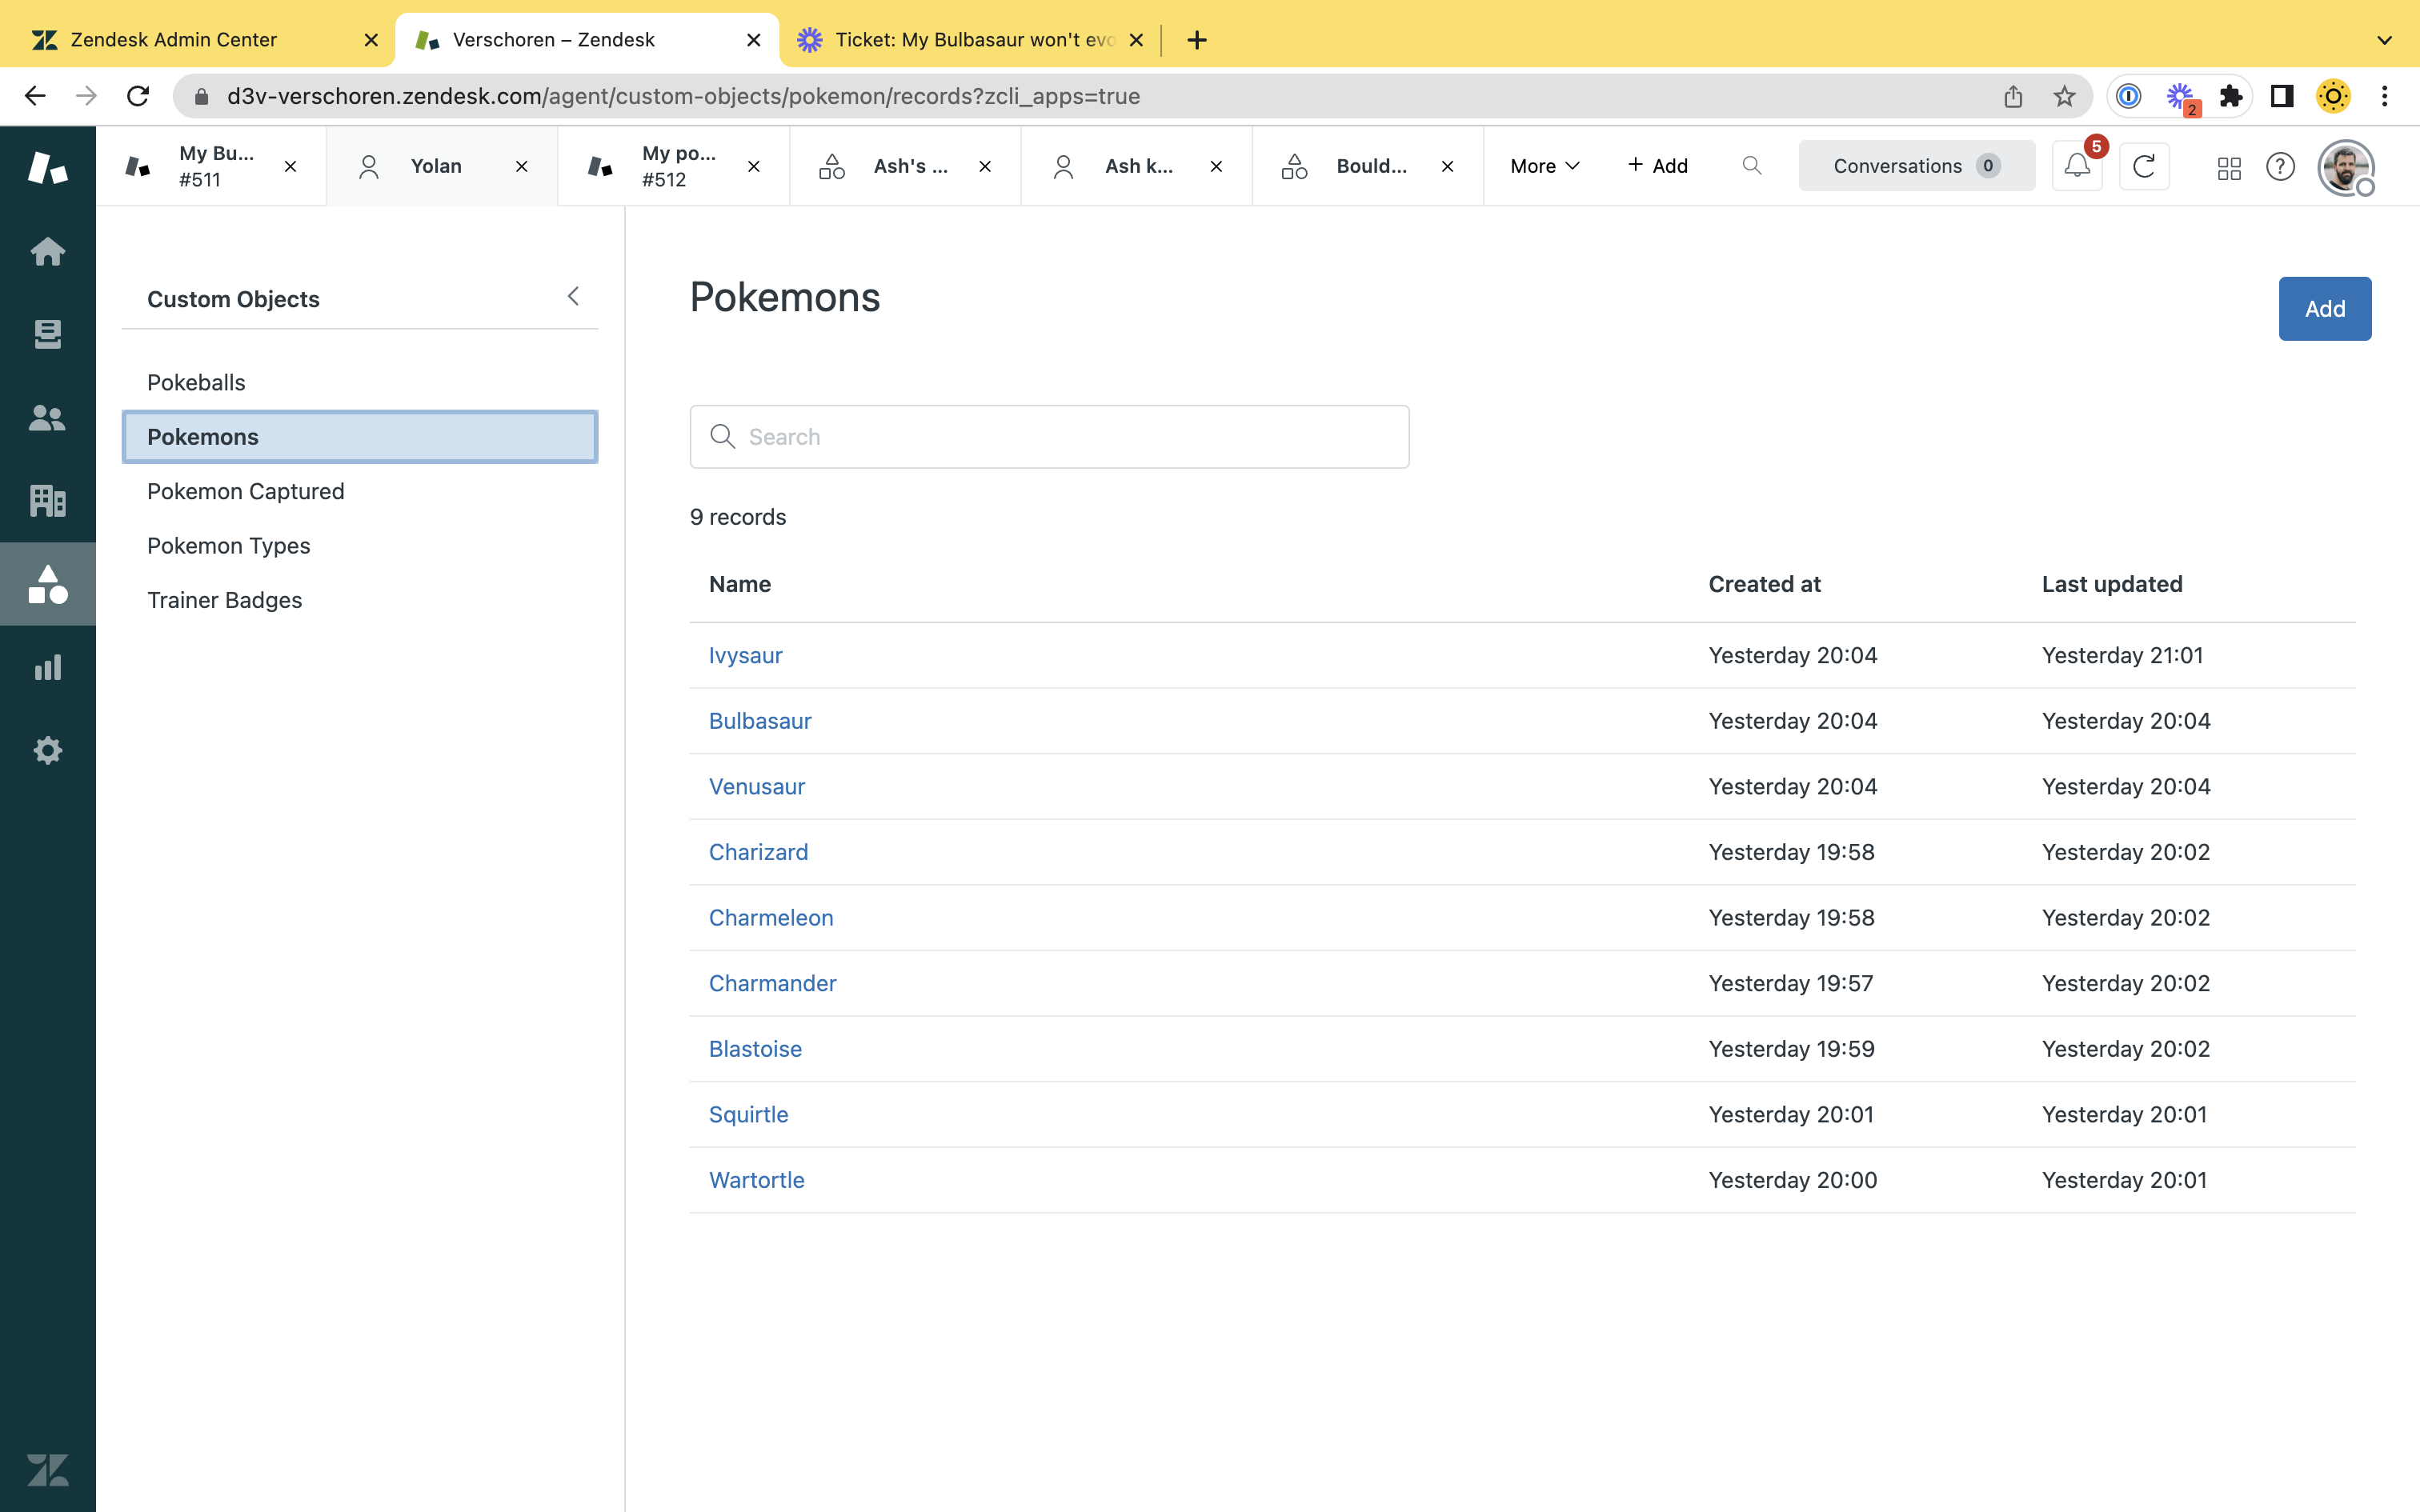 Zendesk Admin Center
Verschoren – Zendesk
Ticket: My Bulbasaur won't evo
d3v-verschoren.zendesk.com/agent/custom-objects/pokemon/records?zcli_apps=true
2
My Bu...
#511
Yolan
My po...
#512
Ash's ...
Ash k...
Bould...
More
+ Add
Conversations 0
5
Custom Objects
Pokeballs
Pokemons
Pokemon Captured
Pokemon Types
Trainer Badges
Pokemons
Add
Search
9 records
Name Created at Last updated
Ivysaur Yesterday 20:04 Yesterday 21:01
Bulbasaur Yesterday 20:04 Yesterday 20:04
Venusaur Yesterday 20:04 Yesterday 20:04
Charizard Yesterday 19:58 Yesterday 20:02
Charmeleon Yesterday 19:58 Yesterday 20:02
Charmander Yesterday 19:57 Yesterday 20:02
Blastoise Yesterday 19:59 Yesterday 20:02
Squirtle Yesterday 20:01 Yesterday 20:01
Wartortle Yesterday 20:00 Yesterday 20:01